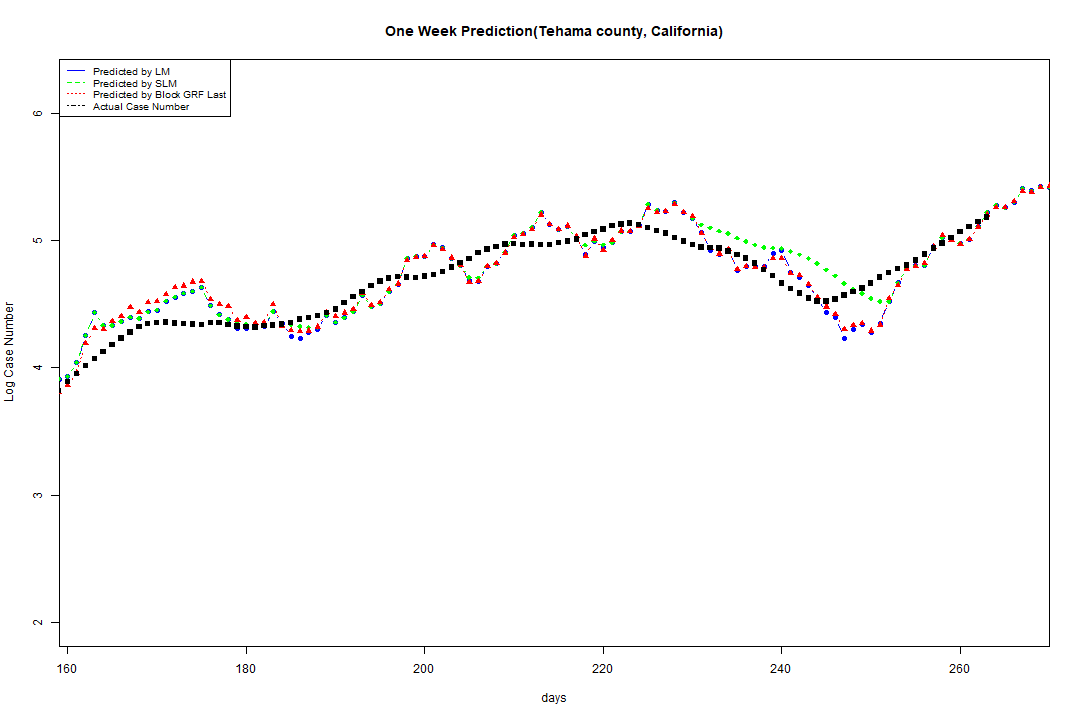 One Week Prediction(Tehama county, California)
Predicted by LM
Predicted by SLM
Predicted by Block GRF Last
Actual Case Number
6
5
4
3
2
Log Case Number
160 180 200 220 240 260
days